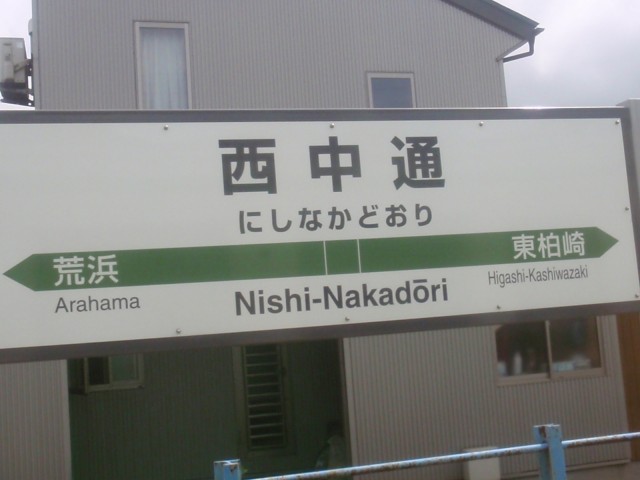 西中通
にしなかどおり
荒浜
東柏崎
Arahama
Nishi-Nakadōri
Higashi-Kashiwazaki